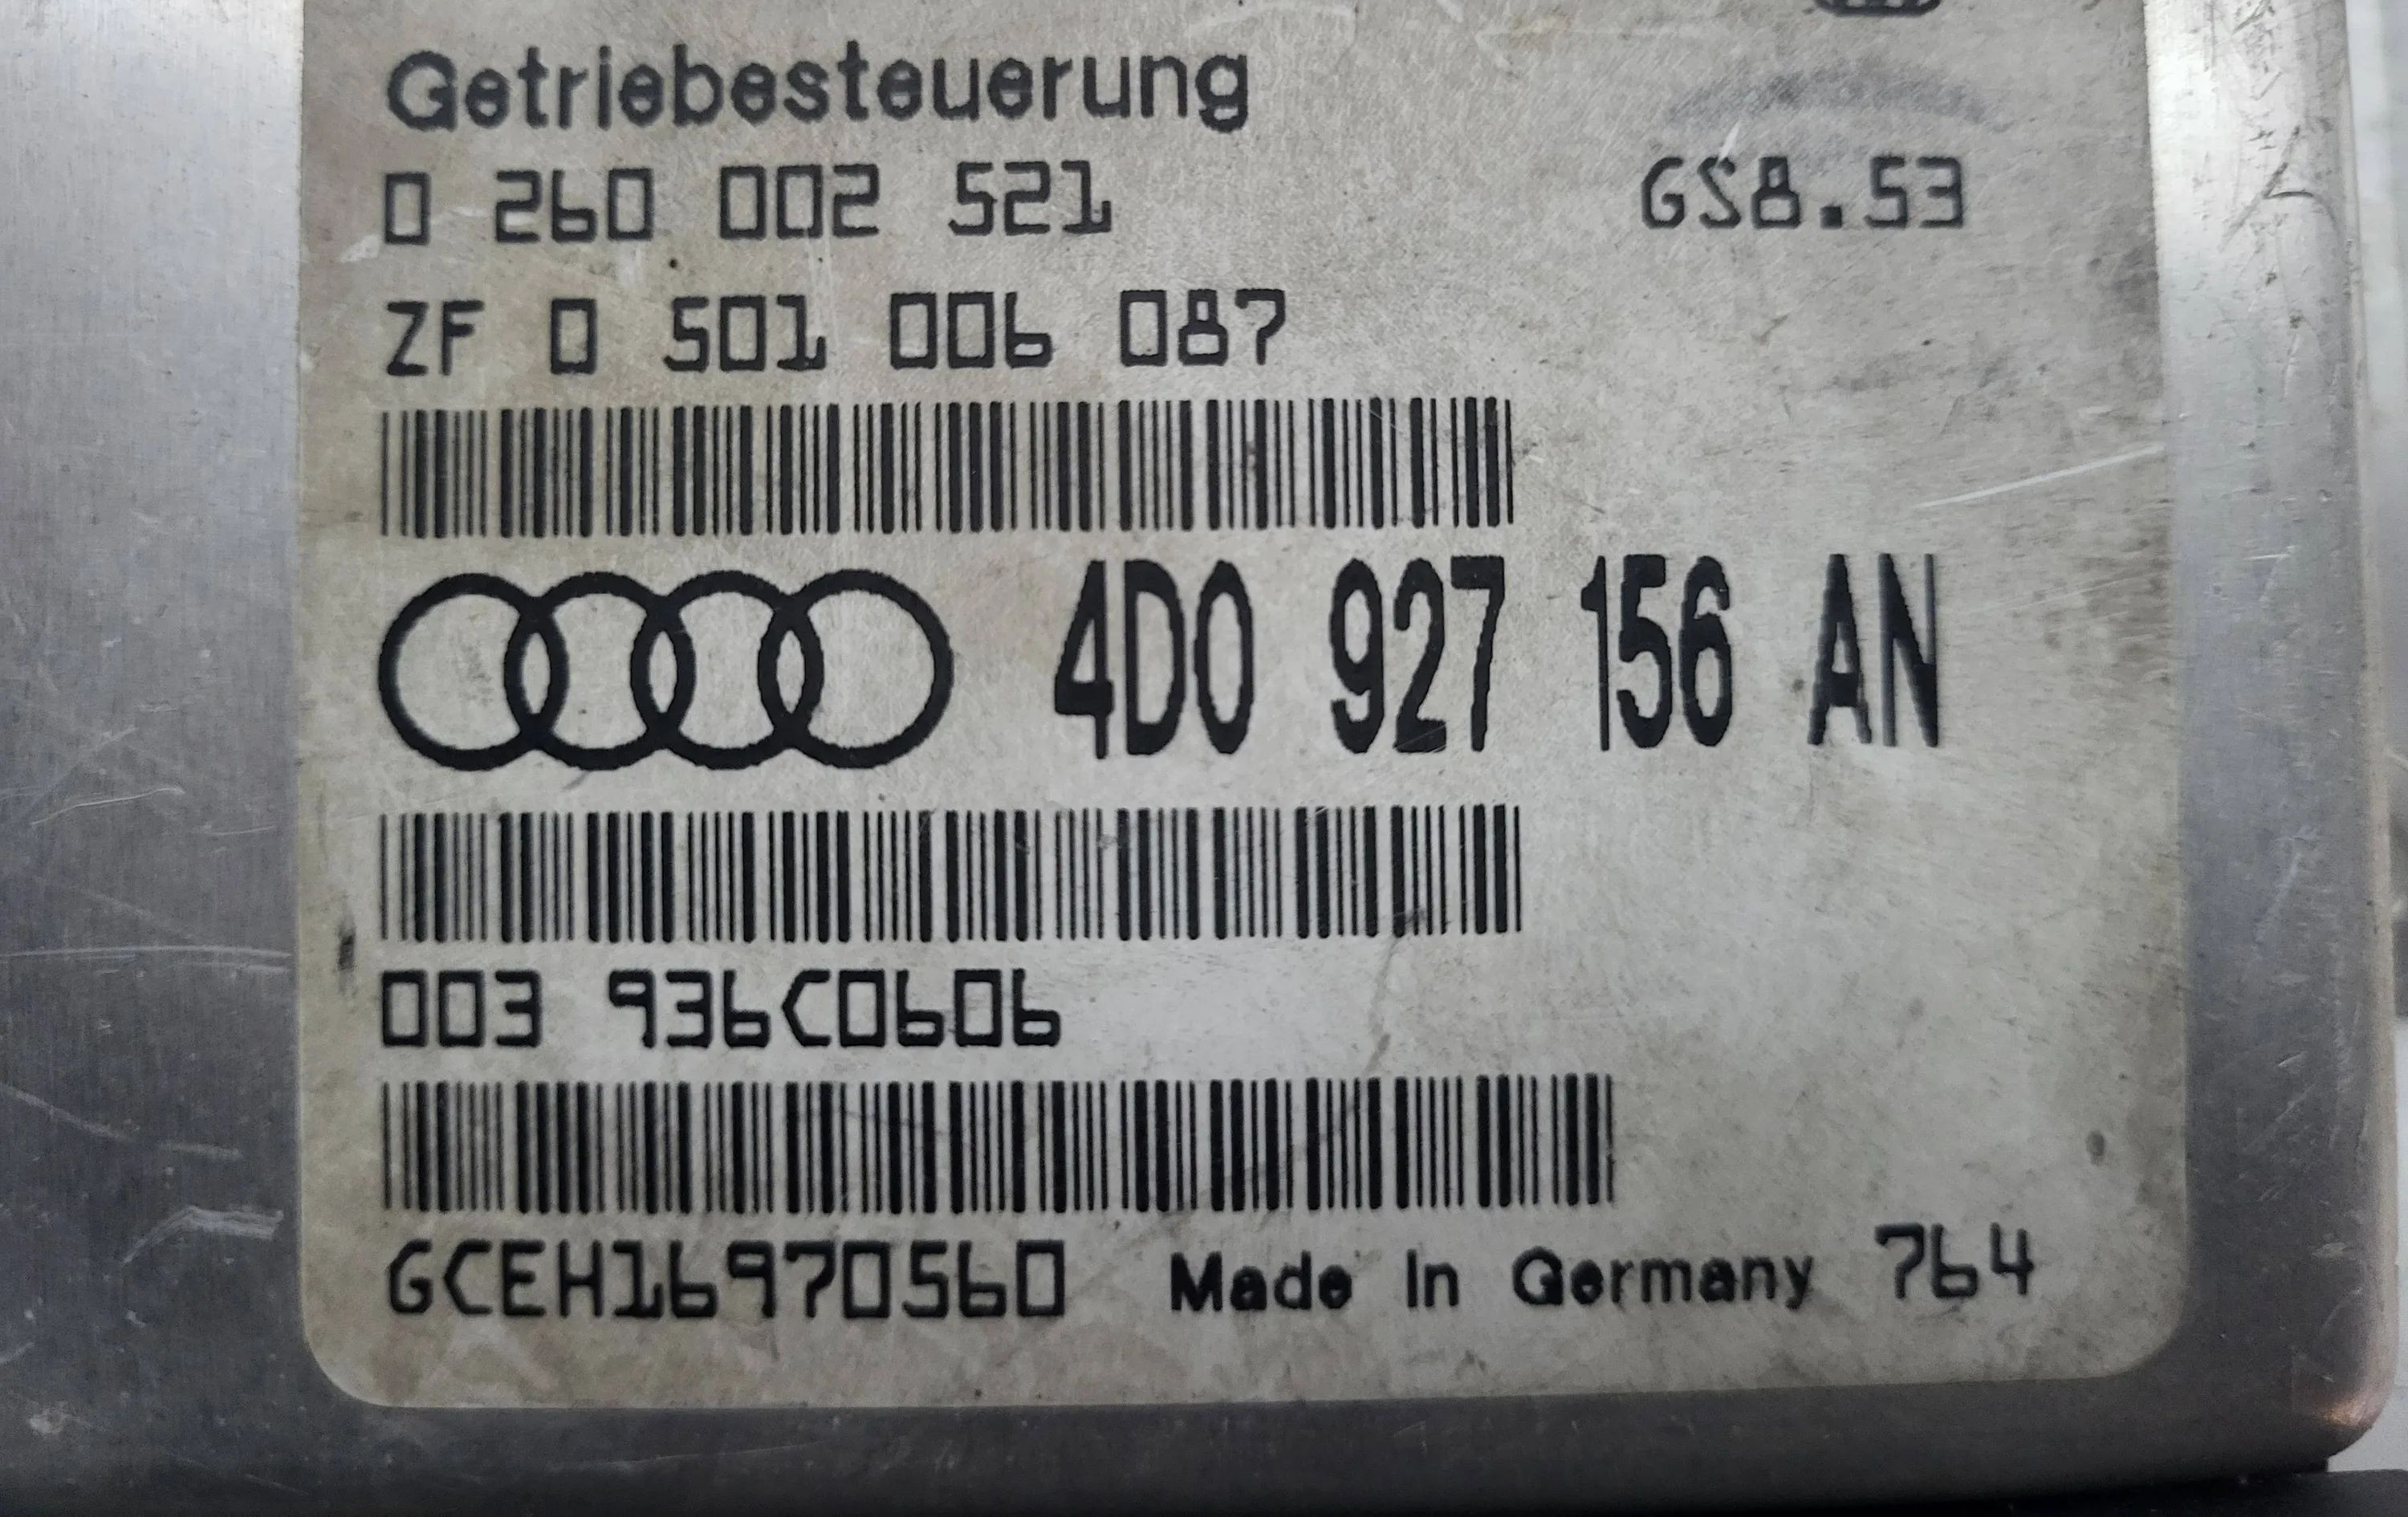 Getriebesteuerung
0 260 002 521 GS8.53
ZF 0 501 006 087
4D0 927 156 AN
003 936C0606
GCEH16970560 Made in Germany 764